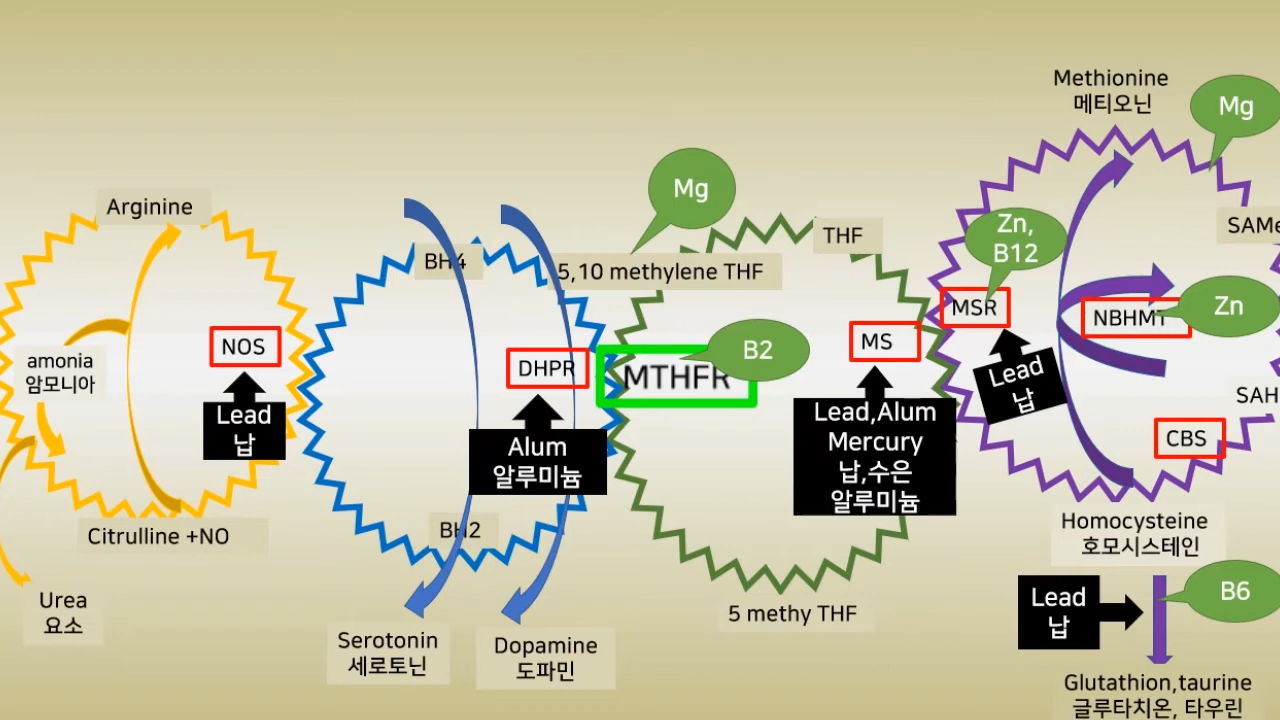 Methionine
메티오닌
Mg
Mg
Arginine
Zn,
B12
THF
SAMe
BH4
5,10 methylene THF
MSR
NBHMT
Zn
NOS
MS
B2
amonia
암모니아
DHPR
MTHFR
Lead
납
SAH
Lead
납
Lead,Alum
Mercury
납,수은
알루미늄
CBS
Alum
알루미늄
Citrulline +NO
BH2
Homocysteine
호모시스테인
Urea
요소
5 methy THF
Lead
납
B6
Serotonin
세로토닌
Dopamine
도파민
Glutathion,taurine
글루타치온, 타우린